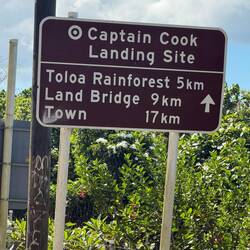 Captain Cook
Landing Site
Toloa Rainforest 5km
Land Bridge 9km
Town 17km